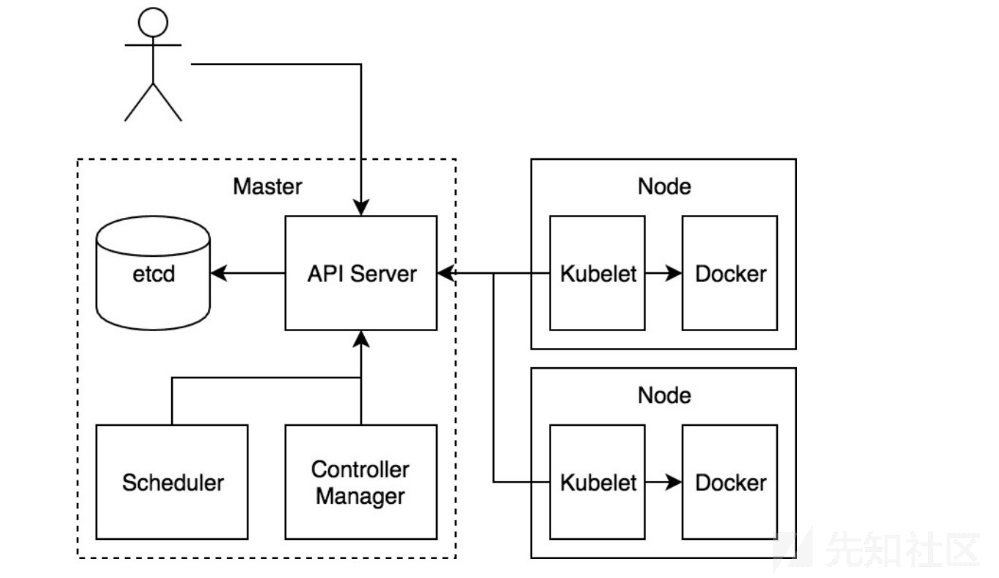 Master
etcd
API Server
Scheduler
Controller
Manager
Node
Kubelet
Docker
Node
Kubelet
Docker
先知社区